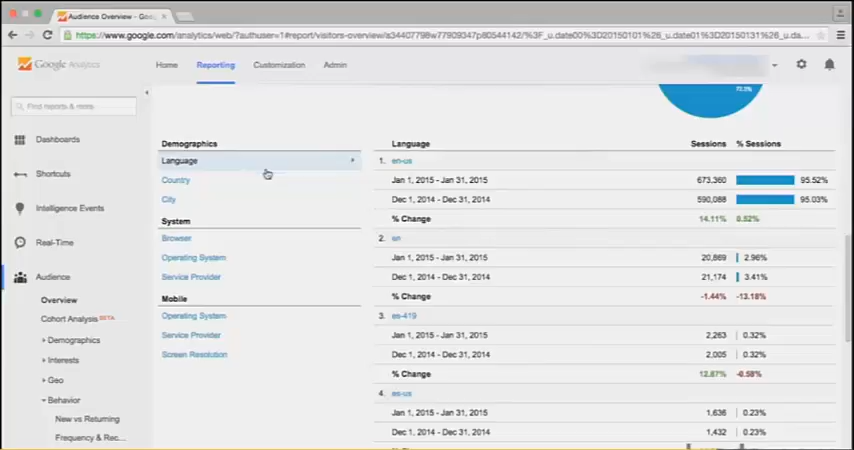 Audience Overview - Google
https://www.google.com/analytics/web/?authuser=1#report/visitors-overview/a34407798w77909347p80544142/%3F_u.date00%3D20150101%26_u.date01%3D20150131%26_u.
Google Analytics
Home Reporting Customization Admin
Find reports & more
72.5%
Dashboards
Shortcuts
Intelligence Events
Real-Time
Audience
Overview
Cohort Analysis BETA
Demographics
Interests
Geo
Behavior
New vs Returning
Frequency & Rec...
Demographics
Language
Country
City
System
Browser
Operating System
Service Provider
Mobile
Operating System
Service Provider
Screen Resolution
Language Sessions % Sessions
1. en-us
Jan 1, 2015 - Jan 31, 2015 673,360 95.52%
Dec 1, 2014 - Dec 31, 2014 590,088 95.03%
% Change 14.11% 0.52%
2. en
Jan 1, 2015 - Jan 31, 2015 20,869 2.96%
Dec 1, 2014 - Dec 31, 2014 21,174 3.41%
% Change -1.44% -13.18%
3. es-419
Jan 1, 2015 - Jan 31, 2015 2,263 0.32%
Dec 1, 2014 - Dec 31, 2014 2,005 0.32%
% Change 12.87% -0.58%
4. es-us
Jan 1, 2015 - Jan 31, 2015 1,636 0.23%
Dec 1, 2014 - Dec 31, 2014 1,432 0.23%